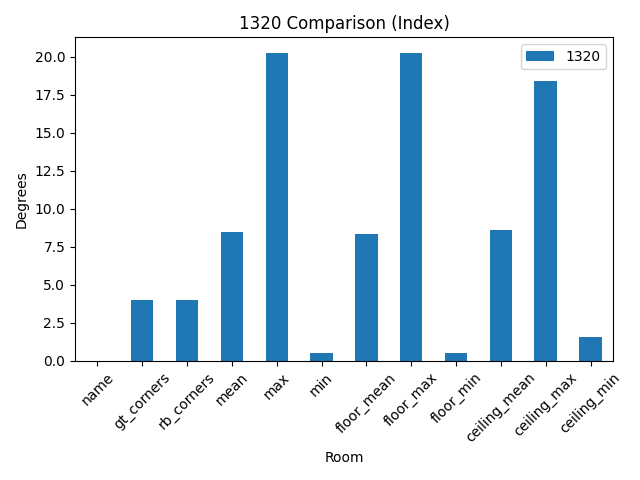 1320 Comparison (Index)
1320
Degrees
20.0
17.5
15.0
12.5
10.0
7.5
5.0
2.5
0.0
name
gt_corners
rb_corners
mean
max
min
floor_mean
floor_max
floor_min
ceiling_mean
ceiling_max
ceiling_min
Room